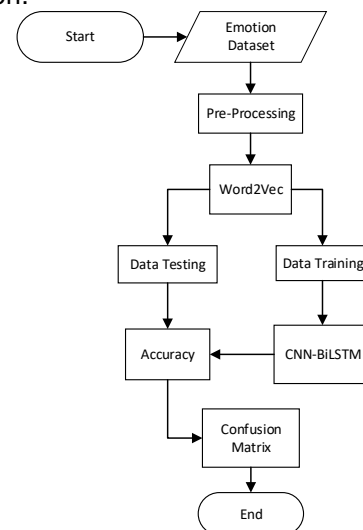 Start
Emotion
Dataset
Pre-Processing
Word2Vec
Data Testing
Data Training
Accuracy
CNN-BiLSTM
Confusion
Matrix
End